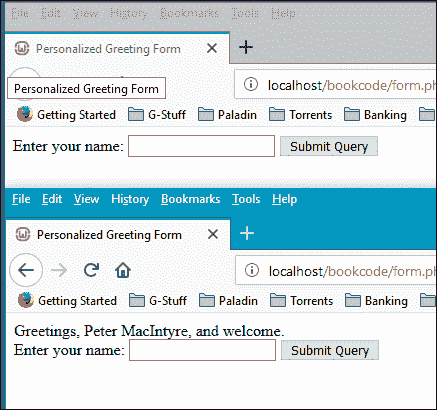 File Edit View History Bookmarks Tools Help
Personalized Greeting Form × +
Personalized Greeting Form
localhost/bookcode/form.ph
Getting Started G-Stuff Paladin Torrents Banking
Enter your name: Submit Query
File Edit View History Bookmarks Tools Help
Personalized Greeting Form × +
localhost/bookcode/form.ph
Getting Started G-Stuff Paladin Torrents Banking
Greetings, Peter MacIntyre, and welcome.
Enter your name: Submit Query